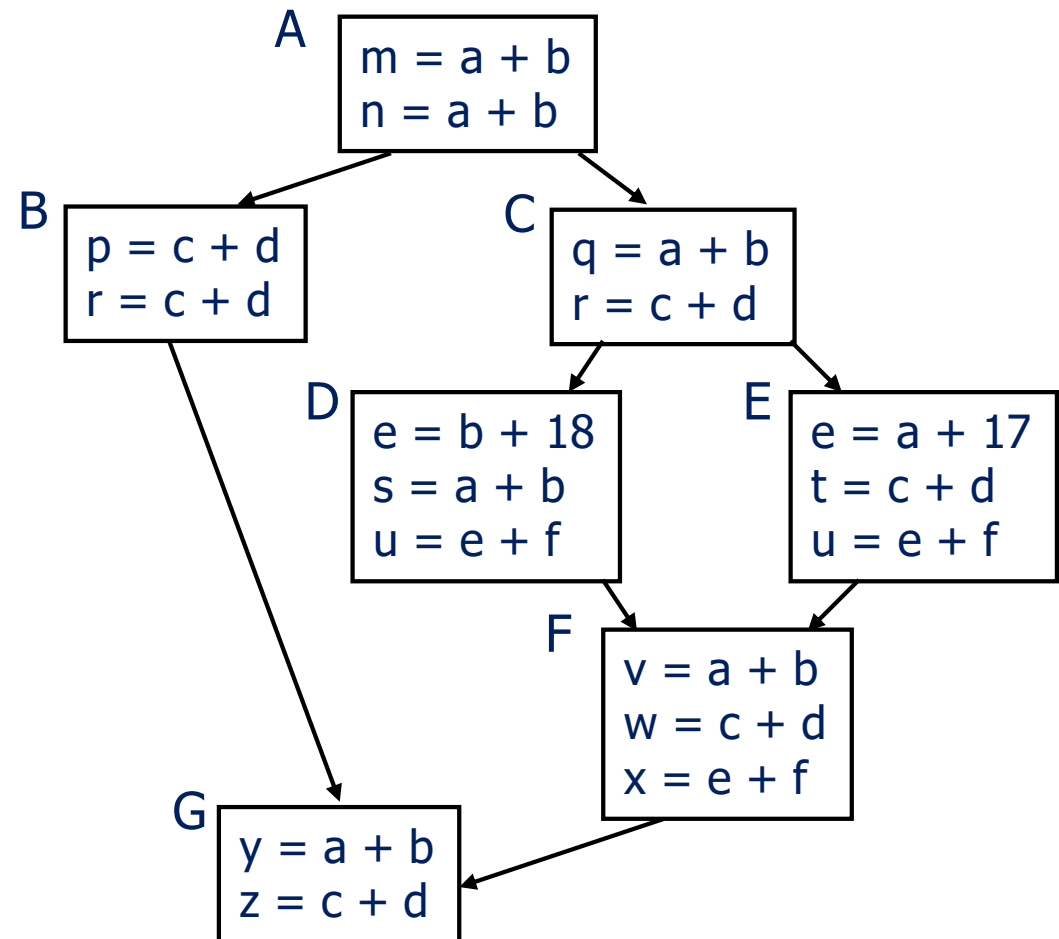 A
m = a + b
n = a + b
B
p = c + d
r = c + d
C
q = a + b
r = c + d
D
e = b + 18
s = a + b
u = e + f
E
e = a + 17
t = c + d
u = e + f
F
v = a + b
w = c + d
x = e + f
G
y = a + b
z = c + d